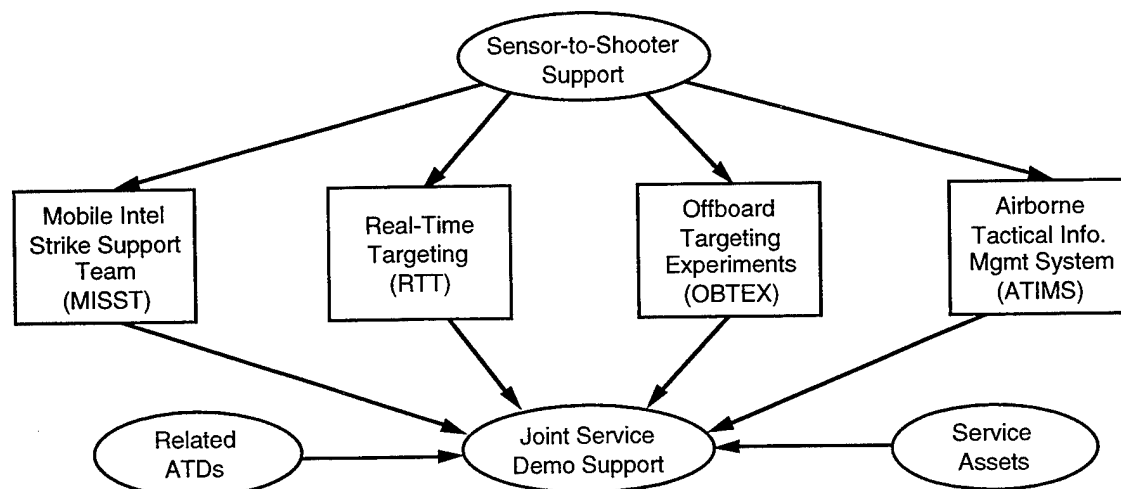 Sensor-to-Shooter
Support
Mobile Intel
Strike Support
Team
(MISST)
Real-Time
Targeting
(RTT)
Offboard
Targeting
Experiments
(OBTEX)
Airborne
Tactical Info.
Mgmt System
(ATIMS)
Related
ATDs
Joint Service
Demo Support
Service
Assets